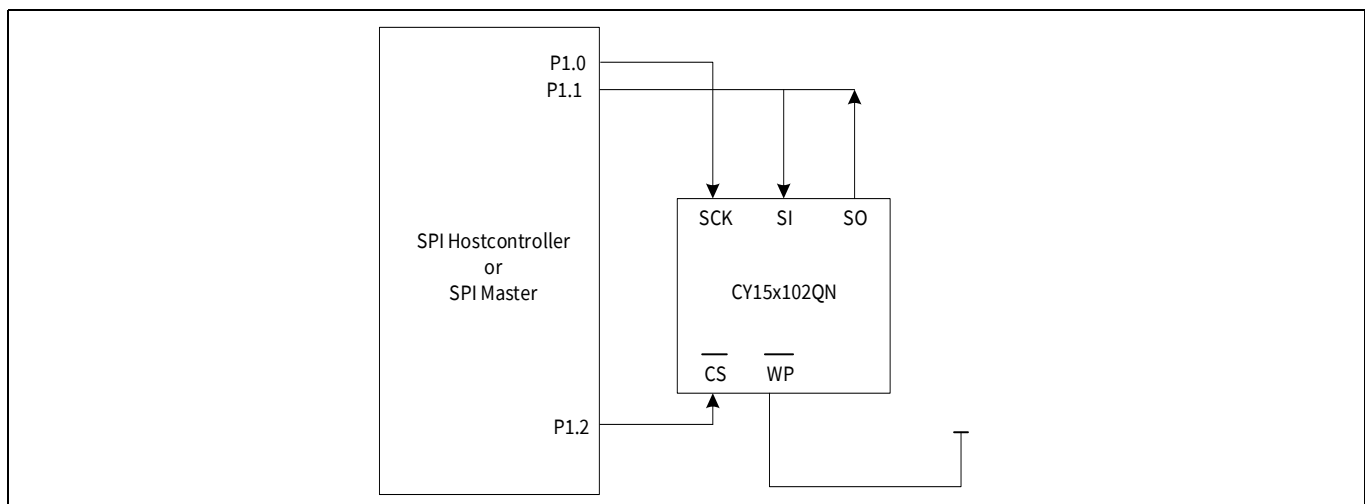 P1.0
P1.1
SCK SI SO
SPI Hostcontroller
or
SPI Master
CY15x102QN
CS WP
P1.2